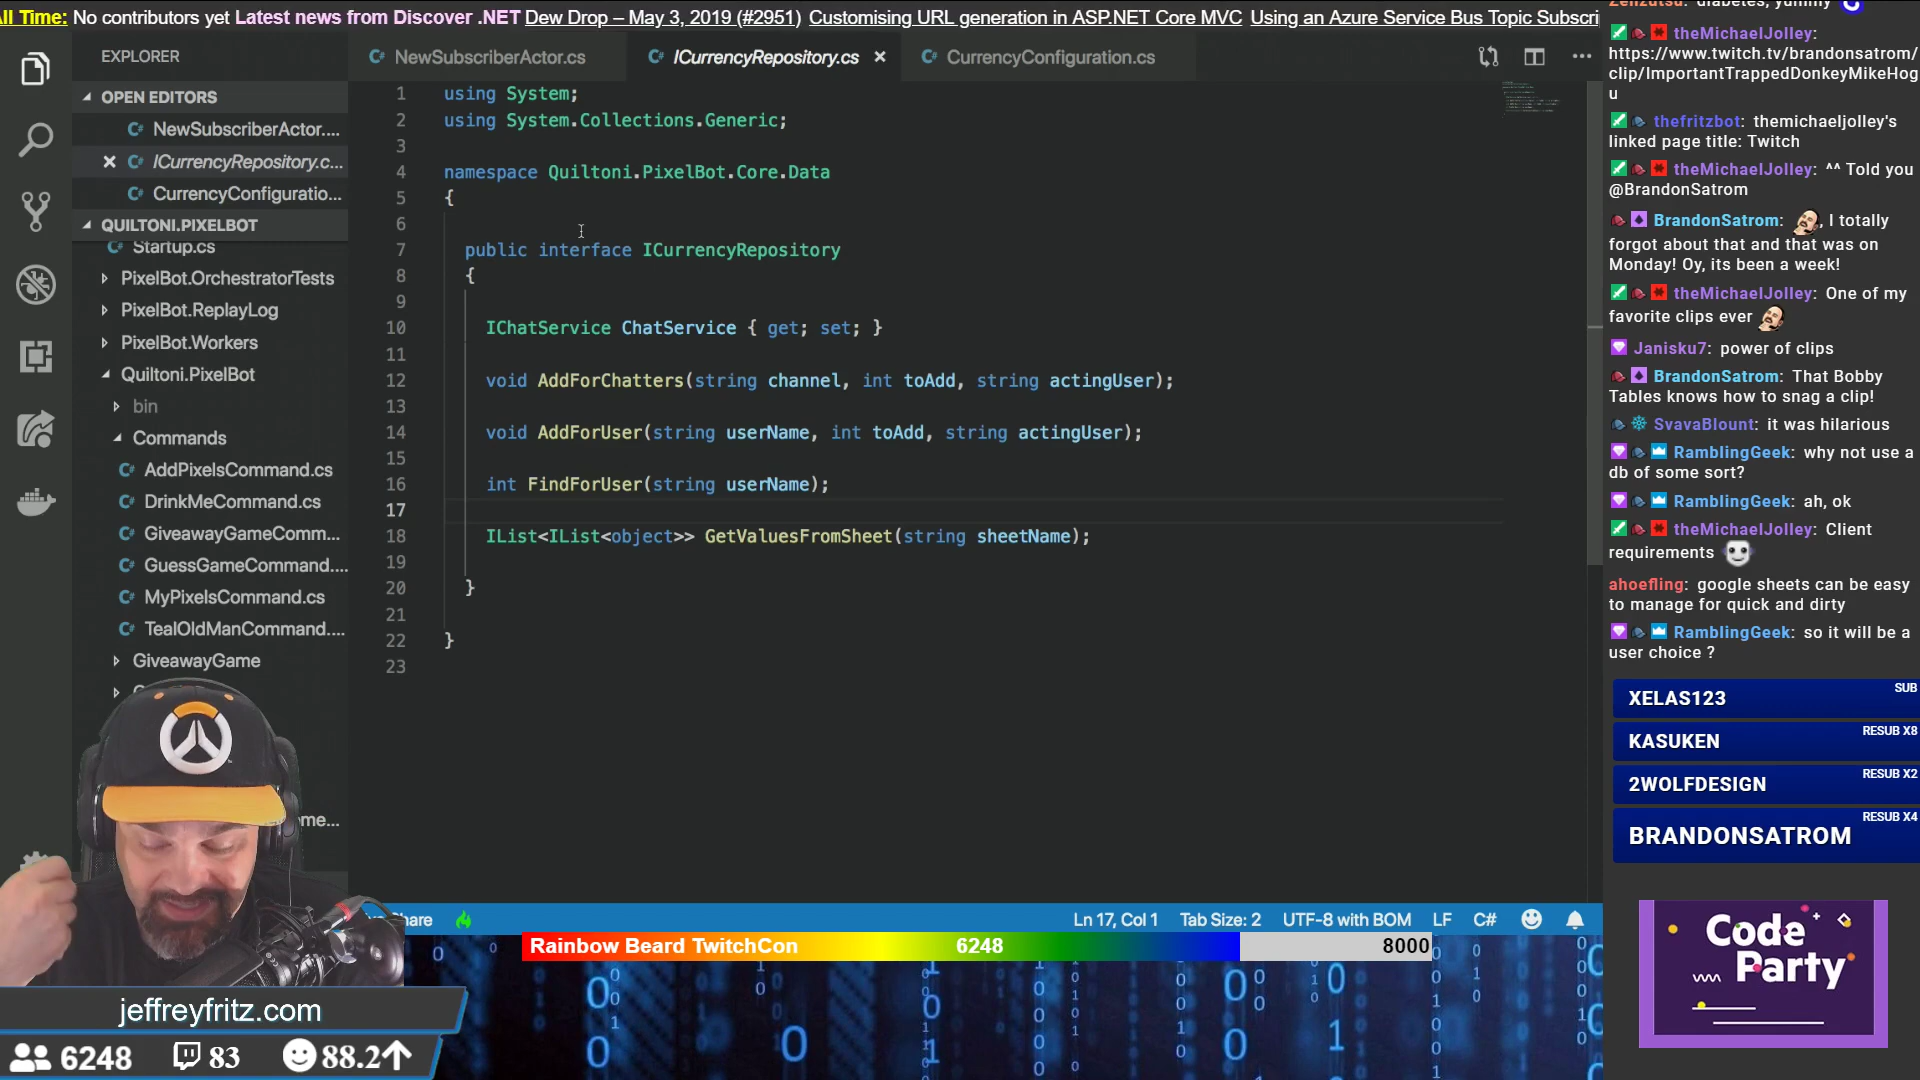 All Time: No contributors yet Latest news from Discover .NET Dew Drop – May 3, 2019 (#2951) Customising URL generation in ASP.NET Core MVC Using an Azure Service Bus Topic Subscri
EXPLORER
OPEN EDITORS
NewSubscriberActor....
ICurrencyRepository.c...
CurrencyConfiguratio...
QUILTONI.PIXELBOT
Startup.cs
PixelBot.OrchestratorTests
PixelBot.ReplayLog
PixelBot.Workers
Quiltoni.PixelBot
bin
Commands
AddPixelsCommand.cs
DrinkMeCommand.cs
GiveawayGameComm...
GuessGameCommand....
MyPixelsCommand.cs
TealOldManCommand....
GiveawayGame
ome...
NewSubscriberActor.cs
ICurrencyRepository.cs
CurrencyConfiguration.cs
1 using System;
2 using System.Collections.Generic;
3
4 namespace Quiltoni.PixelBot.Core.Data
5 {
6
7 public interface ICurrencyRepository
8 {
9
10 IChatService ChatService { get; set; }
11
12 void AddForChatters(string channel, int toAdd, string actingUser);
13
14 void AddForUser(string userName, int toAdd, string actingUser);
15
16 int FindForUser(string userName);
17
18 IList<IList<object>> GetValuesFromSheet(string sheetName);
19
20 }
21
22 }
23
Share
Ln 17, Col 1
Tab Size: 2
UTF-8 with BOM
LF
C#
Rainbow Beard TwitchCon 6248 8000
jeffreyfritz.com
6248 83 88.2
diabetes, yummy
theMichaelJolley:
https://www.twitch.tv/brandonsatrom/
clip/ImportantTrappedDonkeyMikeHog
u
thefritzbot: themichaeljolley's
linked page title: Twitch
theMichaelJolley: ^^ Told you
@BrandonSatrom
BrandonSatrom: , I totally
forgot about that and that was on
Monday! Oy, its been a week!
theMichaelJolley: One of my
favorite clips ever
Janisku7: power of clips
BrandonSatrom: That Bobby
Tables knows how to snag a clip!
SvavaBlount: it was hilarious
RamblingGeek: why not use a
db of some sort?
RamblingGeek: ah, ok
theMichaelJolley: Client
requirements
ahoefling: google sheets can be easy
to manage for quick and dirty
RamblingGeek: so it will be a
user choice ?
XELAS123 SUB
KASUKEN RESUB X8
2WOLFDESIGN RESUB X2
BRANDONSATROM RESUB X4
Code
Party